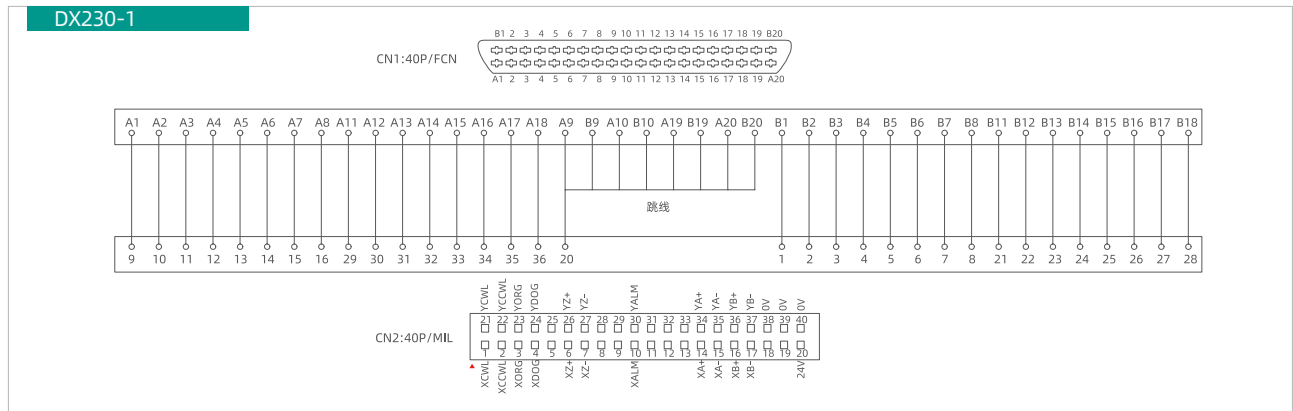 DX230-1
B1 2 3 4 5 6 7 8 9 10 11 12 13 14 15 16 17 18 19 B20
CN1:40P/FCN
A1 2 3 4 5 6 7 8 9 10 11 12 13 14 15 16 17 18 19 A20
A1 A2 A3 A4 A5 A6 A7 A8 A11 A12 A13 A14 A15 A16 A17 A18 A9 B9 A10 B10 A19 B19 A20 B20 B1 B2 B3 B4 B5 B6 B7 B8 B11 B12 B13 B14 B15 B16 B17 B18
跳线
9 10 11 12 13 14 15 16 29 30 31 32 33 34 35 36 20 1 2 3 4 5 6 7 8 21 22 23 24 25 26 27 28
YCWL YCCWL YORG YDOG YZ+ YZ- YALM YA+ YA- YB+ YB- 0V 0V 0V
21 22 23 24 25 26 27 28 29 30 31 32 33 34 35 36 37 38 39 40
CN2:40P/MIL
1 2 3 4 5 6 7 8 9 10 11 12 13 14 15 16 17 18 19 20
XCWL XCCWL XORG XDOG XZ+ XZ- XALM XA+ XA- XB+ XB- 24V